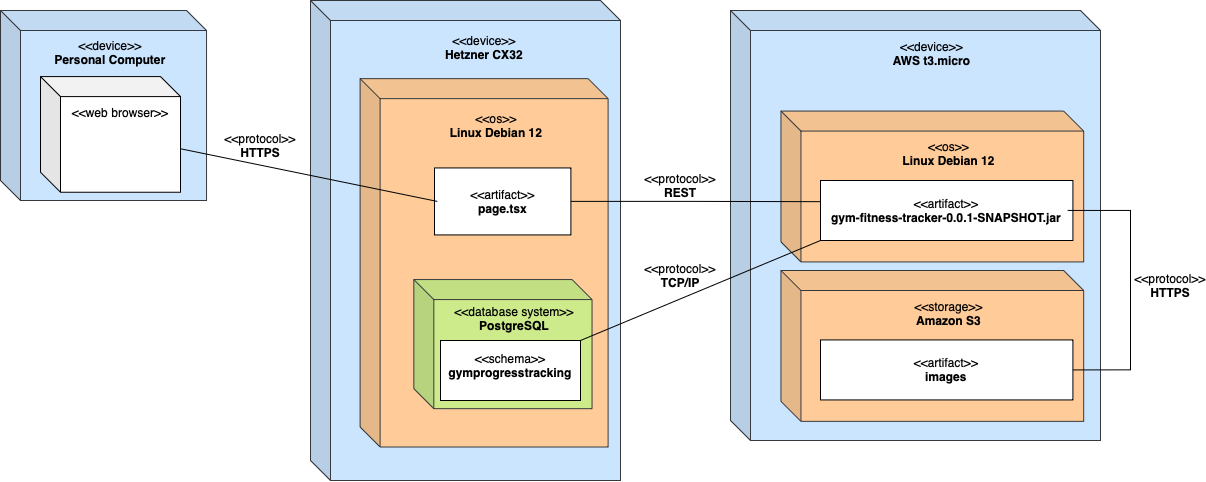 <<device>>
Personal Computer
<<web browser>>
<<protocol>>
HTTPS
<<device>>
Hetzner CX32
<<os>>
Linux Debian 12
<<artifact>>
page.tsx
<<database system>>
PostgreSQL
<<schema>>
gymprogresstracking
<<protocol>>
REST
<<protocol>>
TCP/IP
<<device>>
AWS t3.micro
<<os>>
Linux Debian 12
<<artifact>>
gym-fitness-tracker-0.0.1-SNAPSHOT.jar
<<storage>>
Amazon S3
<<artifact>>
images
<<protocol>>
HTTPS